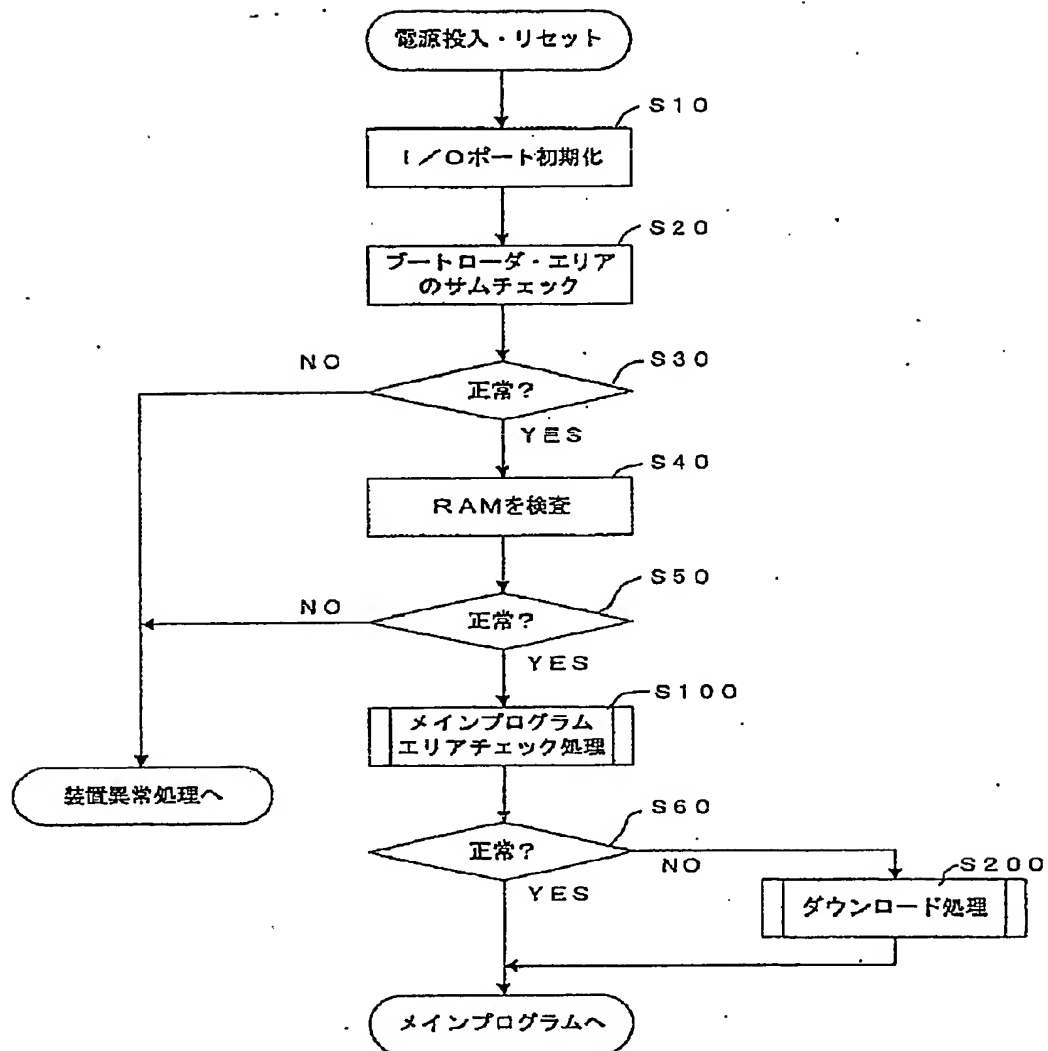 電源投入・リセット
S10
I/Oポート初期化
S20
ブートローダ・エリア
のサムチェック
NO
S30
正常?
YES
S40
RAMを検査
S50
NO
正常?
YES
S100
メインプログラム
エリアチェック処理
装置異常処理へ
S60
正常?
NO
YES
S200
ダウンロード処理
メインプログラムへ